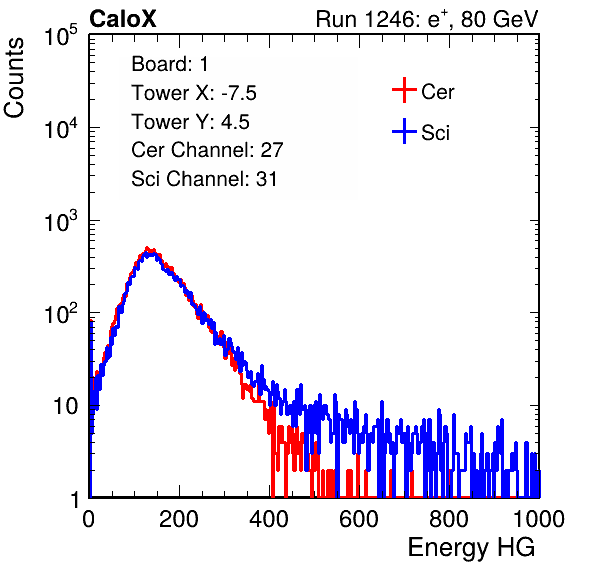 CaloX Run 1246: e+, 80 GeV
Counts
Board: 1
Tower X: -7.5
Tower Y: 4.5
Cer Channel: 27
Sci Channel: 31
Cer
Sci
10^5
10^4
10^3
10^2
10
1
0 200 400 600 800 1000
Energy HG